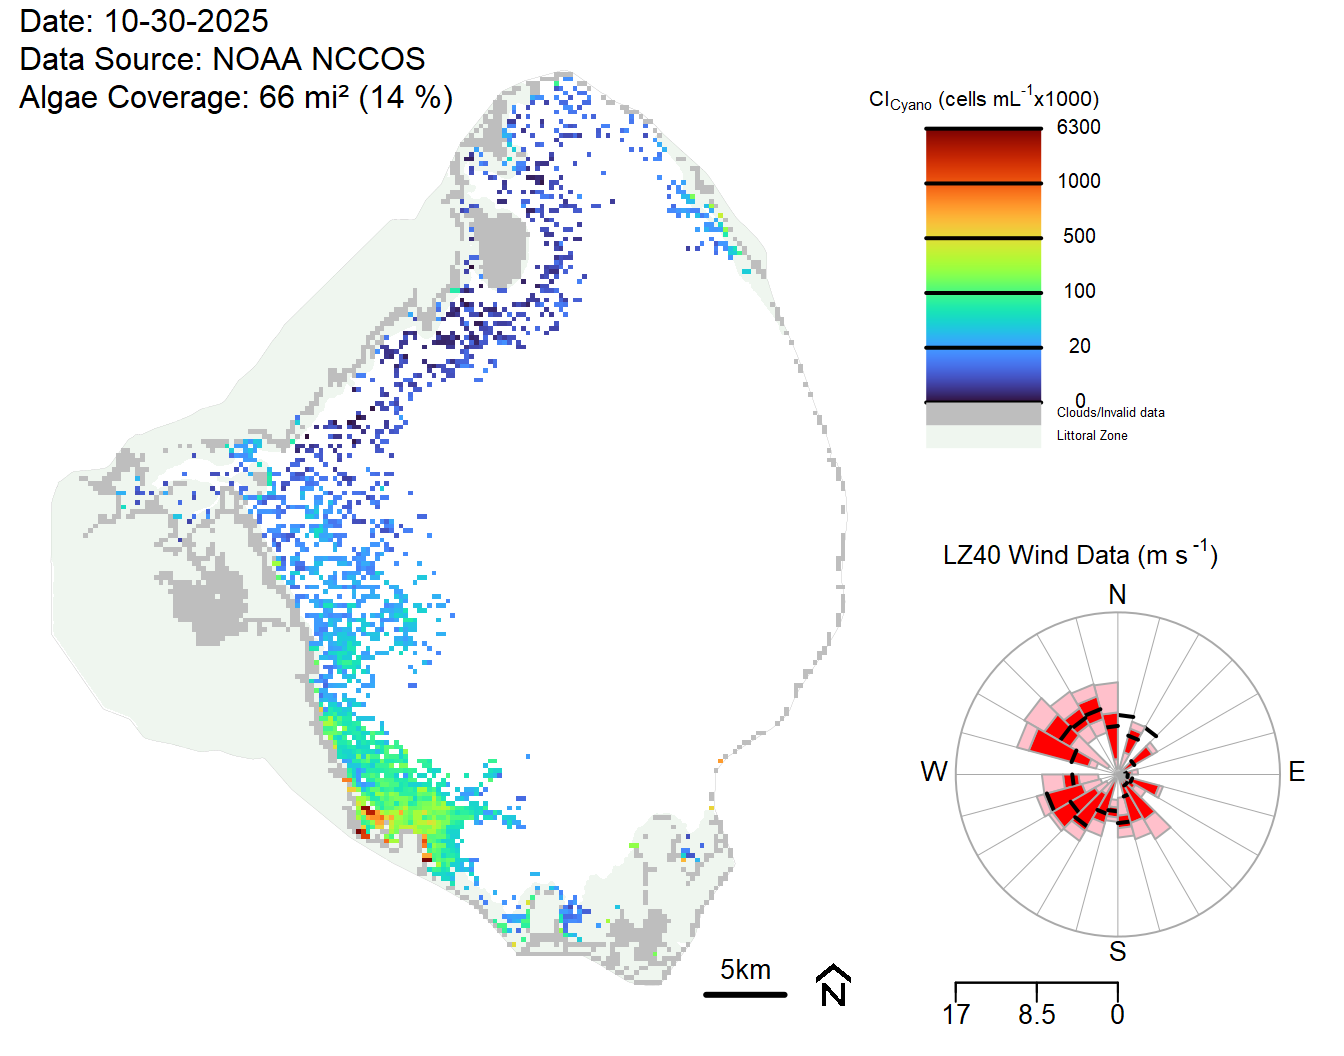 Date: 10-30-2025
Data Source: NOAA NCCOS
Algae Coverage: 66 mi² (14 %)
CICyano (cells mL-1x1000)
6300
1000
500
100
20
0
Clouds/Invalid data
Littoral Zone
LZ40 Wind Data (m s-1)
N
W
E
S
5km
N
17
8.5
0